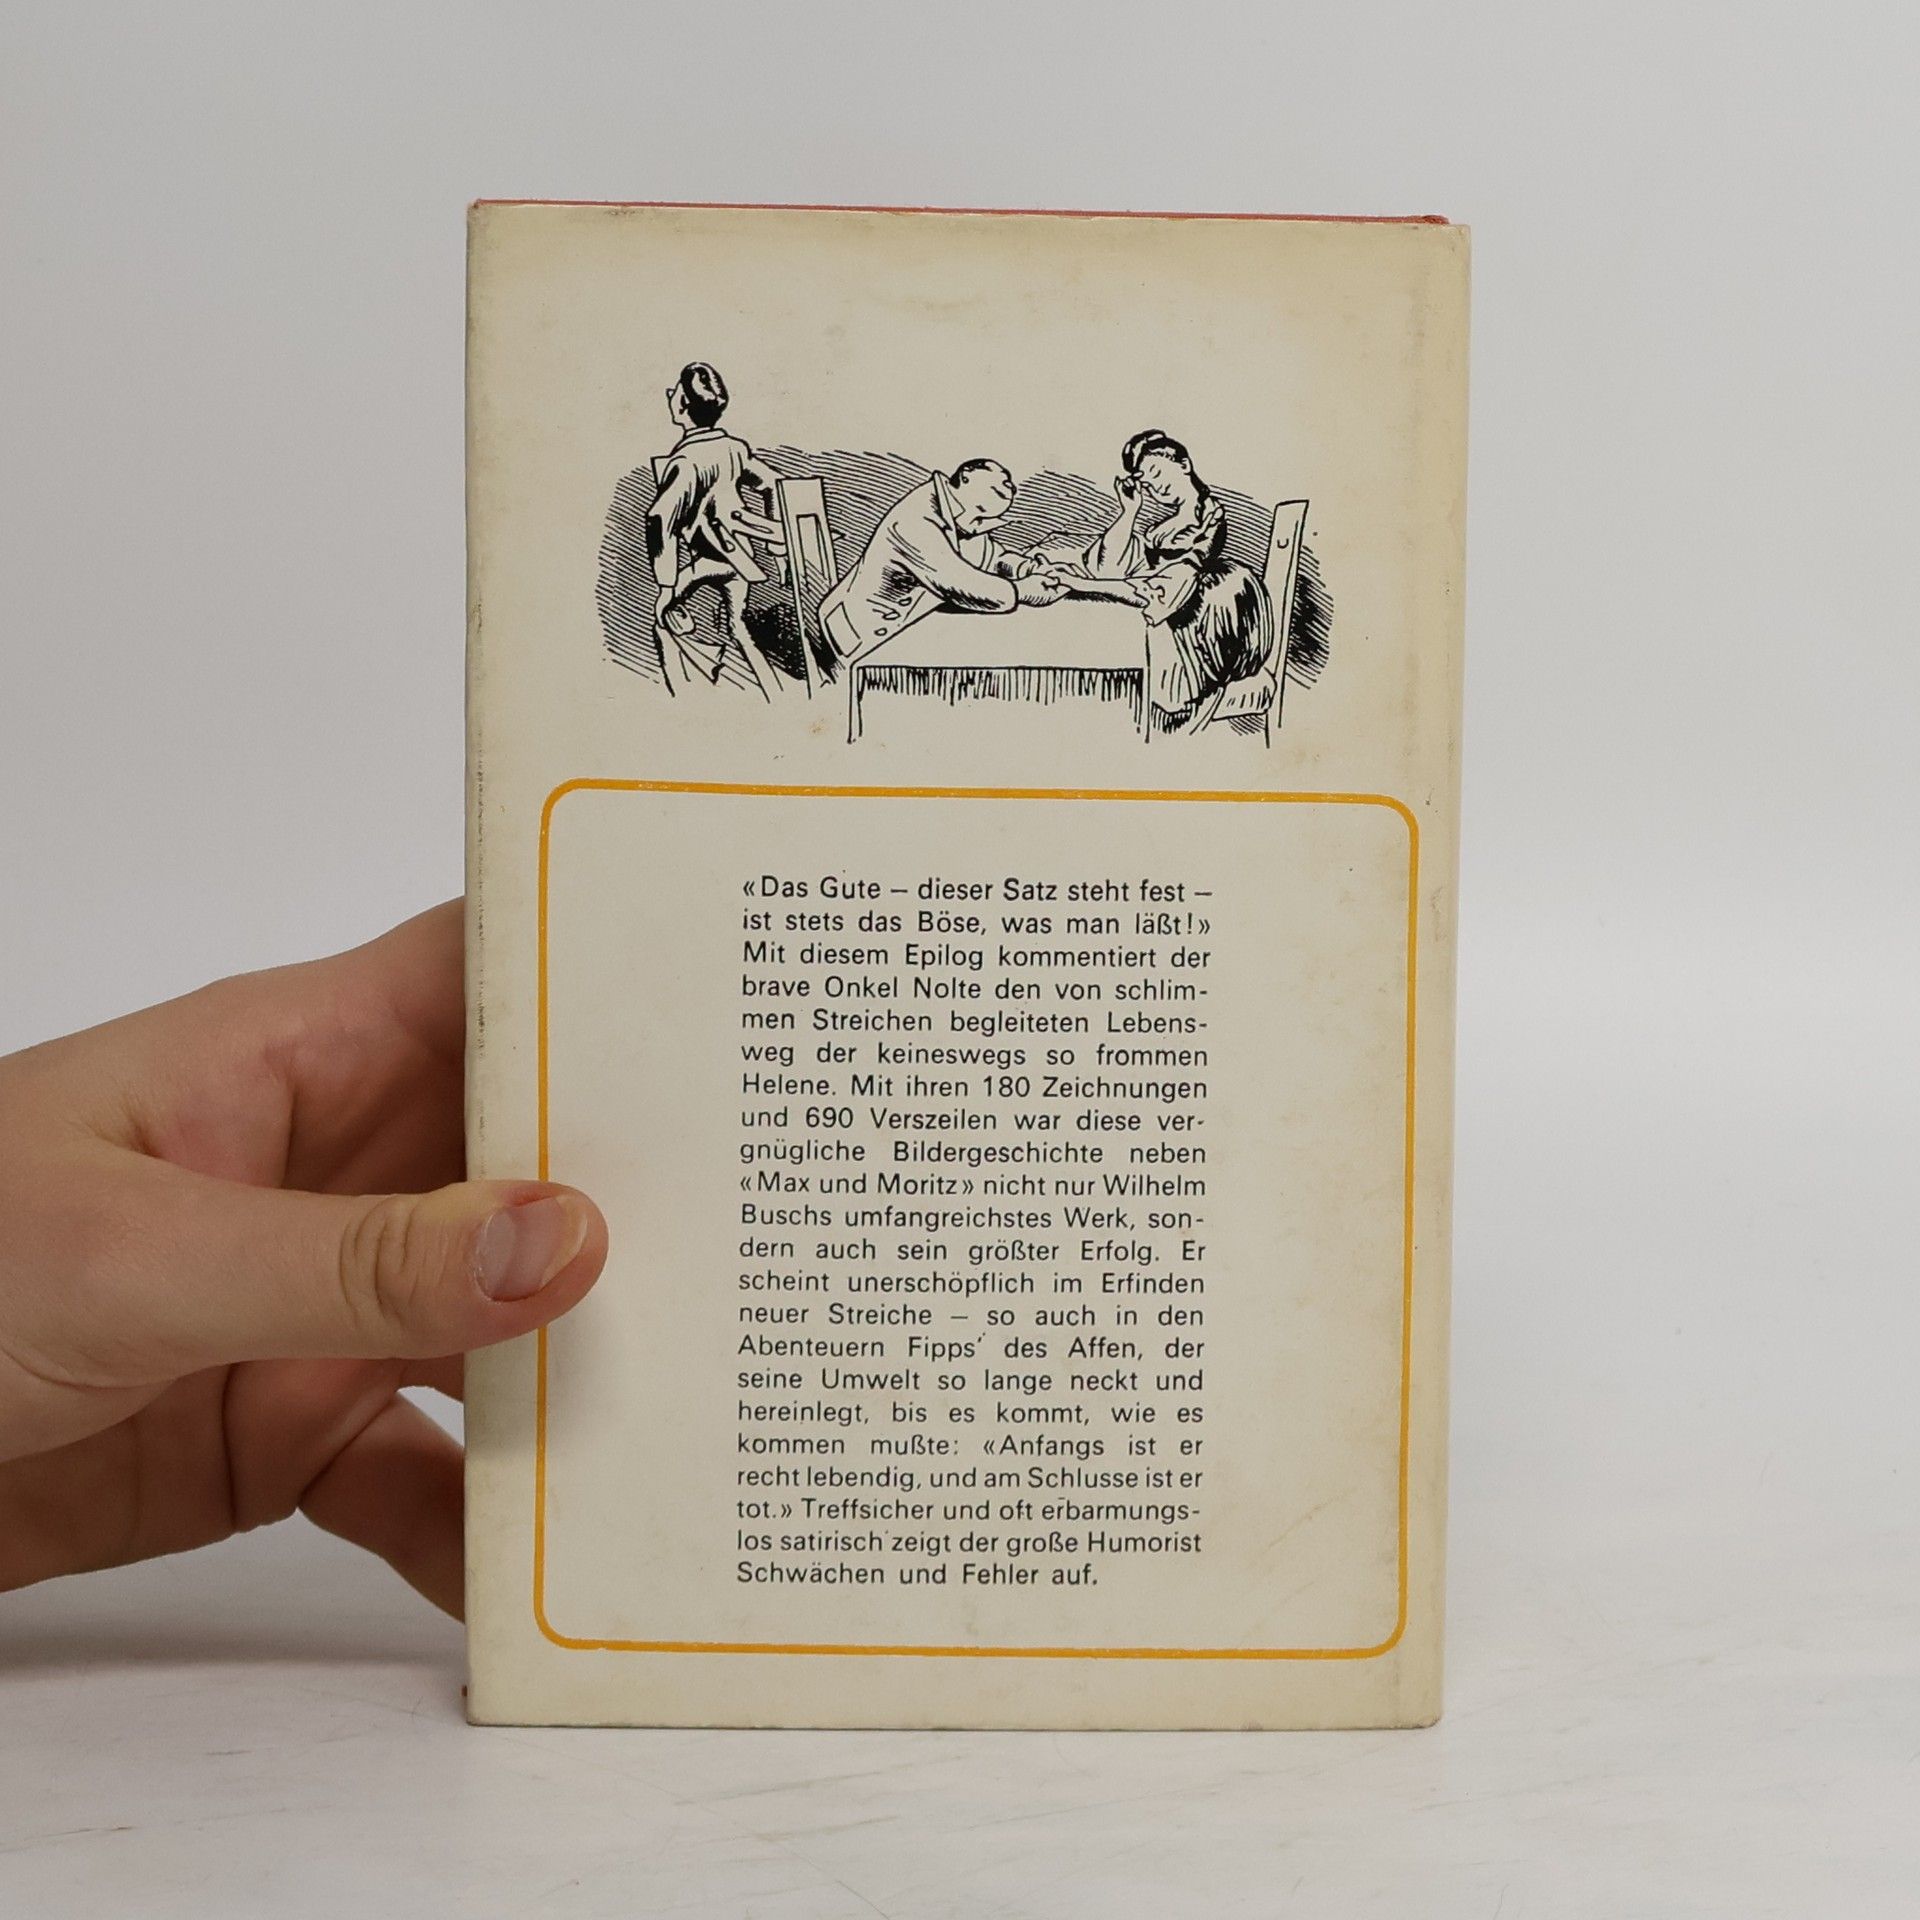 «Das Gute – dieser Satz steht fest –
ist stets das Böse, was man läßt!»
Mit diesem Epilog kommentiert der
brave Onkel Nolte den von schlim-
men Streichen begleiteten Lebens-
weg der keineswegs so frommen
Helene. Mit ihren 180 Zeichnungen
und 690 Verszeilen war diese ver-
gnügliche Bildergeschichte neben
«Max und Moritz» nicht nur Wilhelm
Buschs umfangreichstes Werk, son-
dern auch sein größter Erfolg. Er
scheint unerschöpflich im Erfinden
neuer Streiche – so auch in den
Abenteuern Fipps' des Affen, der
seine Umwelt so lange neckt und
hereinlegt, bis es kommt, wie es
kommen mußte: «Anfangs ist er
recht lebendig, und am Schlusse ist er
tot.» Treffsicher und oft erbarmungs-
los satirisch zeigt der große Humorist
Schwächen und Fehler auf.